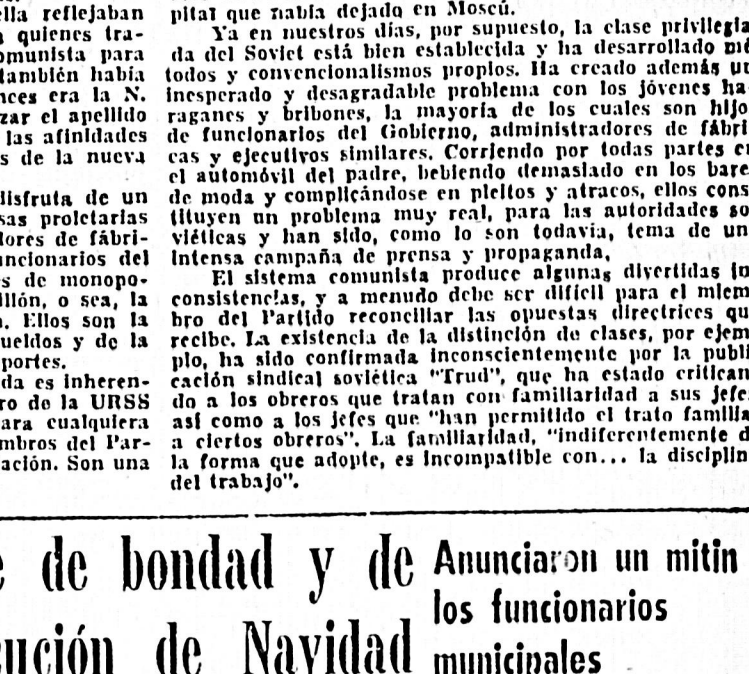 ella reflejaban
a quienes tra-
omunista para
también había
nces era la N.
zar el apellido
las afinidades
s de la nueva
disfruta de un
sas proletarias
dores de fábri-
uncionarios del
s de monopo-
illón, o sea, la
. Ellos son la
ueldos y de la
portes.
da es inheren-
ro de la URSS
ara cualquiera
mbros del Par-
ación. Son una
pital que había dejado en Moscú.
Ya en nuestros días, por supuesto, la clase privilegia
da del Soviet está bien establecida y ha desarrollado mé
todos y convencionalismos propios. Ha creado además un
inesperado y desagradable problema con los jóvenes ha-
raganes y bribones, la mayoría de los cuales son hijo
de funcionarios del Gobierno, administradores de fábri
cas y ejecutivos similares. Corriendo por todas partes en
el automóvil del padre, bebiendo demasiado en los bare
de moda y complicándose en pleitos y atracos, ellos cons
tituyen un problema muy real, para las autoridades so
viéticas y han sido, como lo son todavía, tema de un
intensa campaña de prensa y propaganda.
El sistema comunista produce algunas divertidas in
consistencias, y a menudo debe ser difícil para el miem
bro del Partido reconciliar las opuestas directrices qu
recibe. La existencia de la distinción de clases, por ejem
plo, ha sido confirmada inconscientemente por la publi
cación sindical soviética "Trud", que ha estado critican
do a los obreros que tratan con familiaridad a sus jefe
así como a los jefes que "han permitido el trato familia
a ciertos obreros". La familiaridad, "indiferentemente d
la forma que adopte, es incompatible con... la disciplin
del trabajo".
e de bondad y de
cución de Navidad
Anunciaron un mitin
los funcionarios
municipales